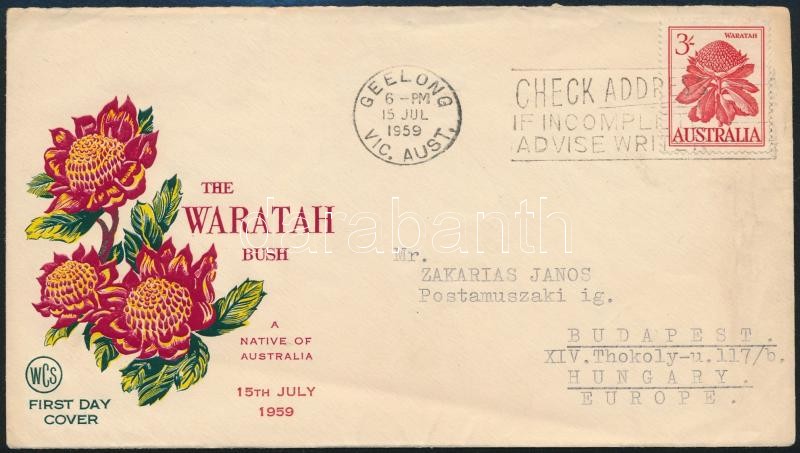 GEELONG
6-PM
15 JUL
1959
VIC. AUST.
CHECK ADDR
IF INCOMPLE
ADVISE WRI
3/-
WARATAH
AUSTRALIA
THE
WARATAH
BUSH
darabanth
A
NATIVE OF
AUSTRALIA
15TH JULY
1959
WCS
FIRST DAY
COVER
Mr.
ZAKARIAS JANOS
Postamuszaki ig.
BUDAPEST.
XIV.Thokoly-u.117/b.
HUNGARY.
EUROPE.